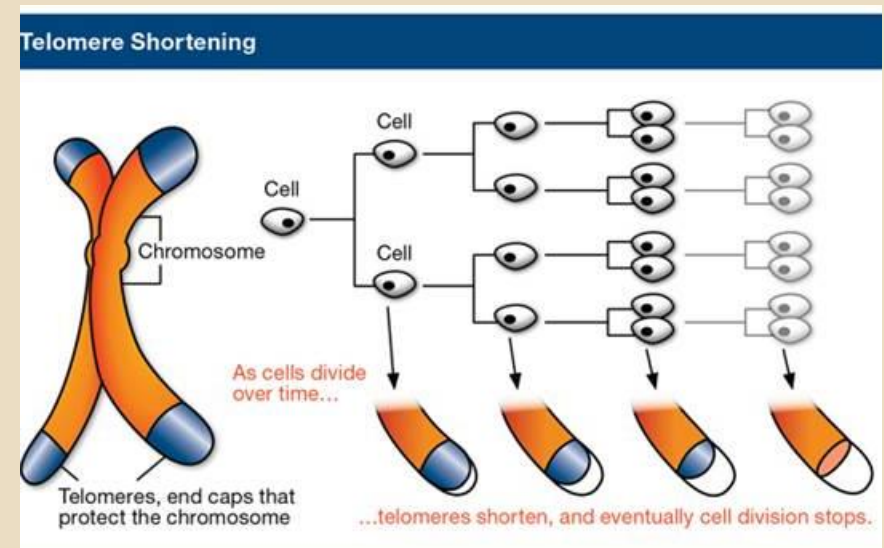 Telomere Shortening
Cell
Cell
Chromosome
Cell
As cells divide
over time...
Telomeres, end caps that
protect the chromosome
...telomeres shorten, and eventually cell division stops.